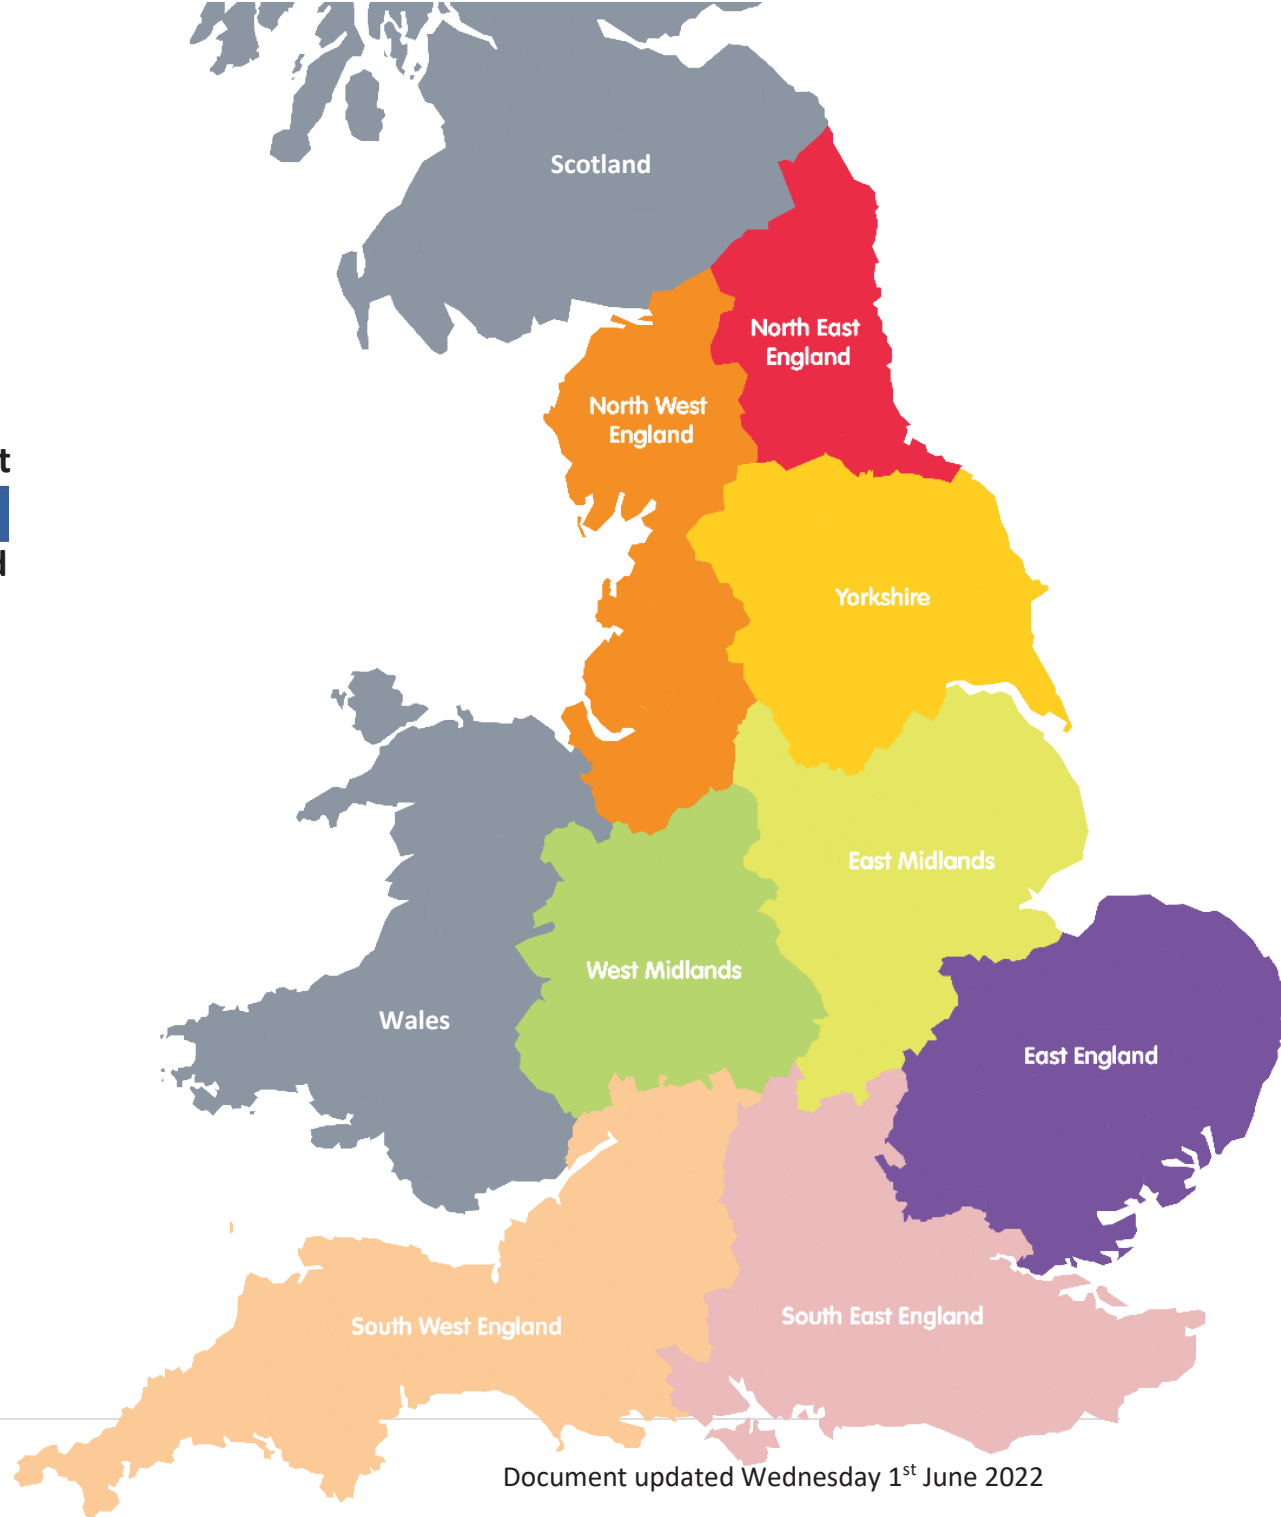 Scotland
North East
England
North West
England
t
Yorkshire
East Midlands
West Midlands
Wales
East England
South East England
South West England
Document updated Wednesday 1st June 2022